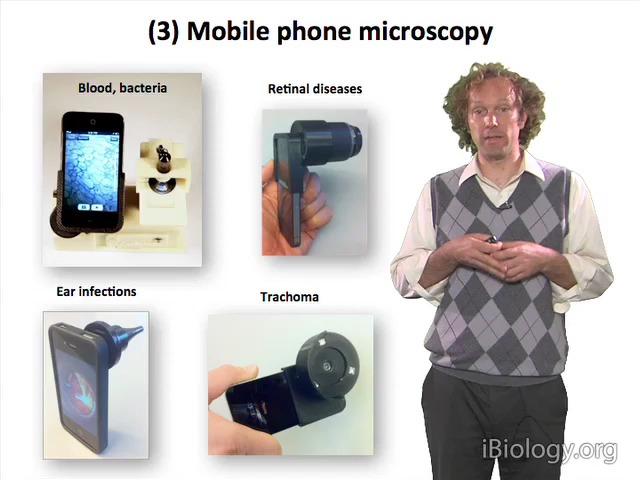 (3) Mobile phone microscopy
Blood, bacteria
Retinal diseases
Ear infections
Trachoma
iBiology.org